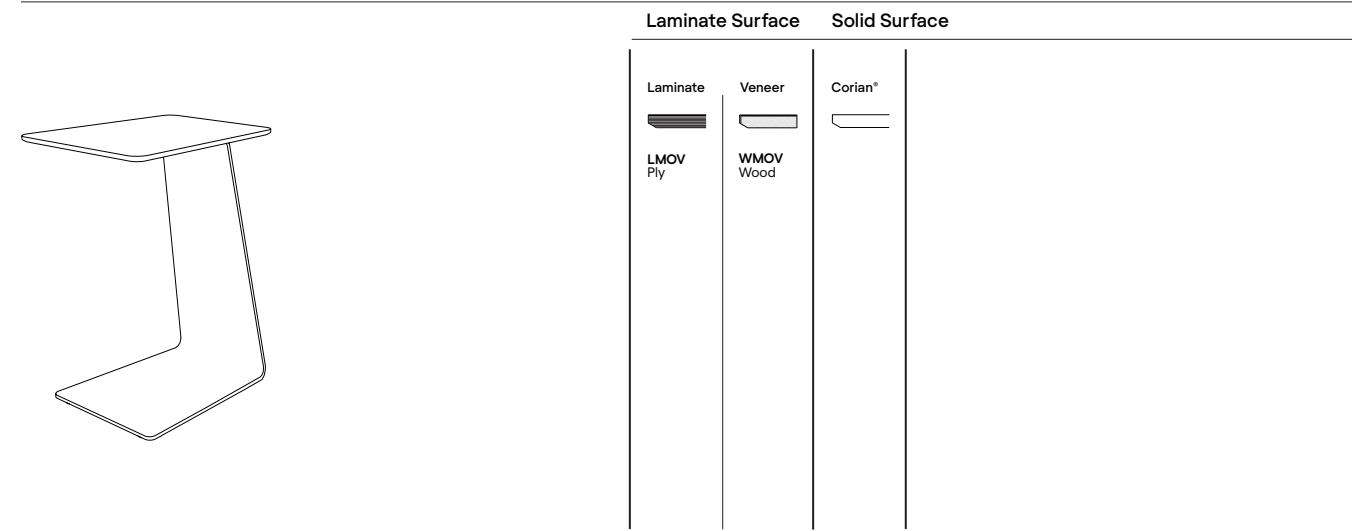 Laminate Surface Solid Surface
Laminate Veneer Corian®
LMOV WMOV
Ply Wood